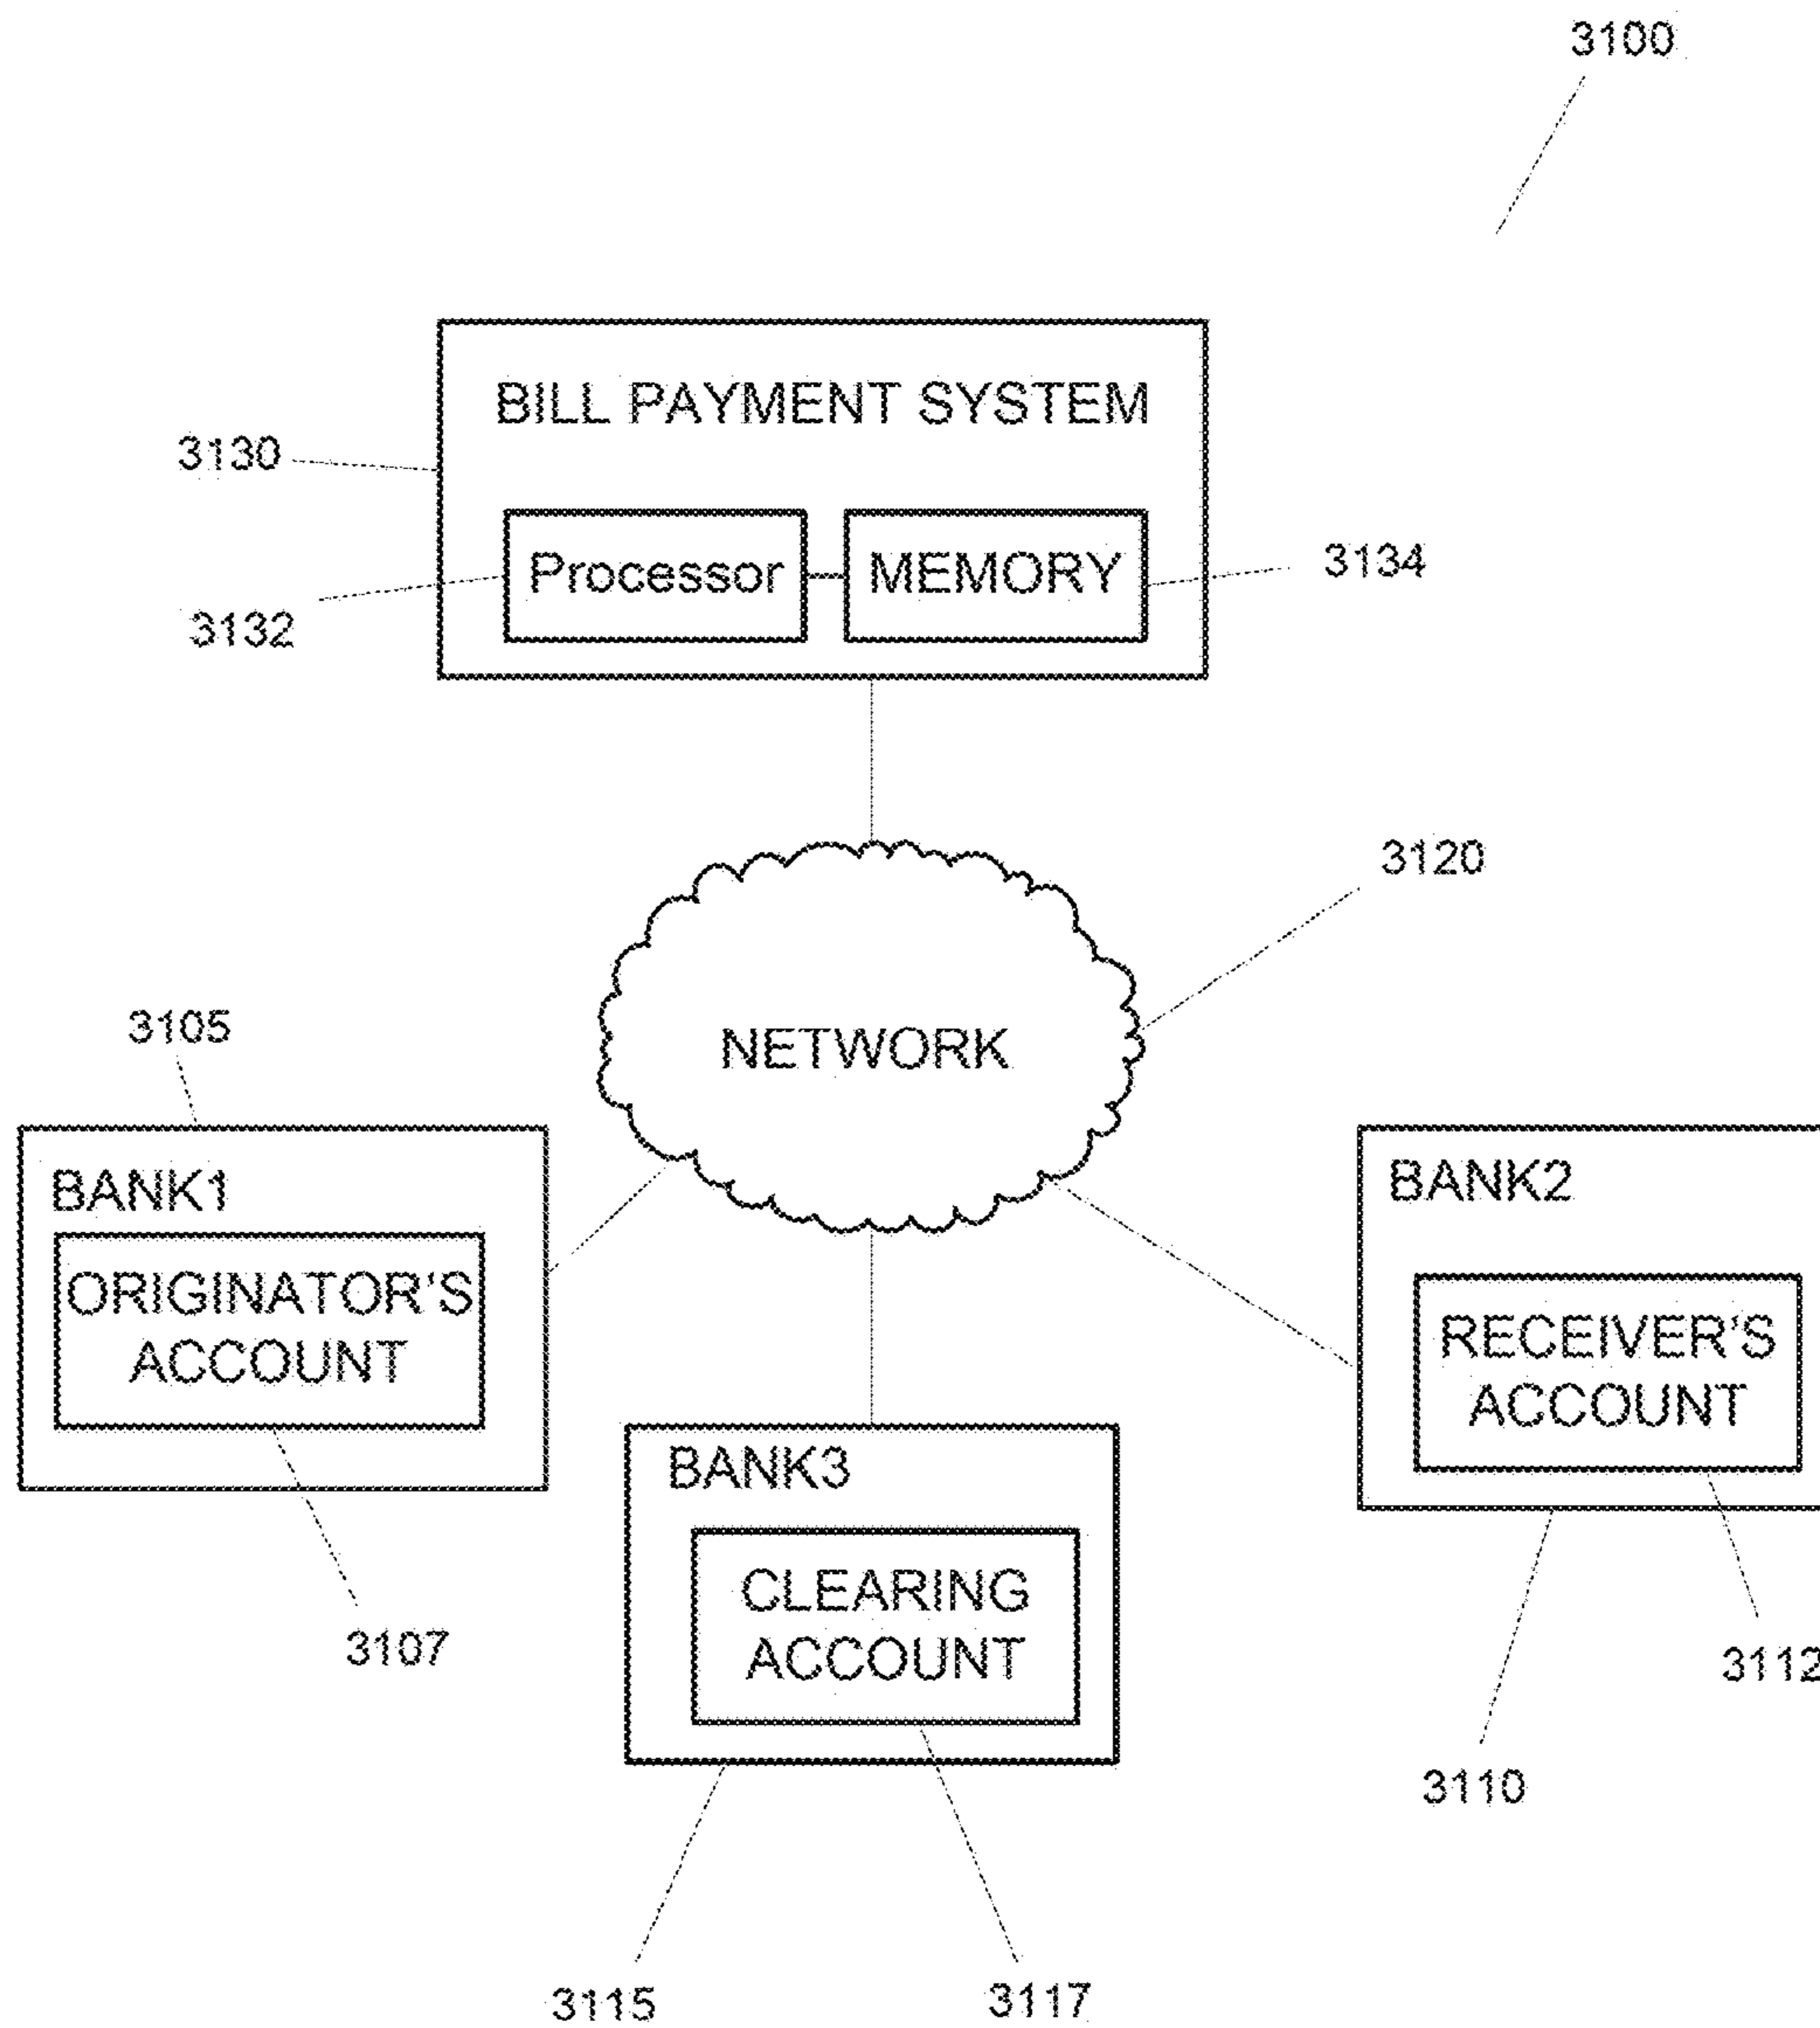 3100
BILL PAYMENT SYSTEM
3130
Processor
MEMORY
3134
3132
3120
NETWORK
3105
BANK1
ORIGINATOR'S
ACCOUNT
BANK2
RECEIVER'S
ACCOUNT
BANK3
CLEARING
ACCOUNT
3107
3112
3110
3115
3117